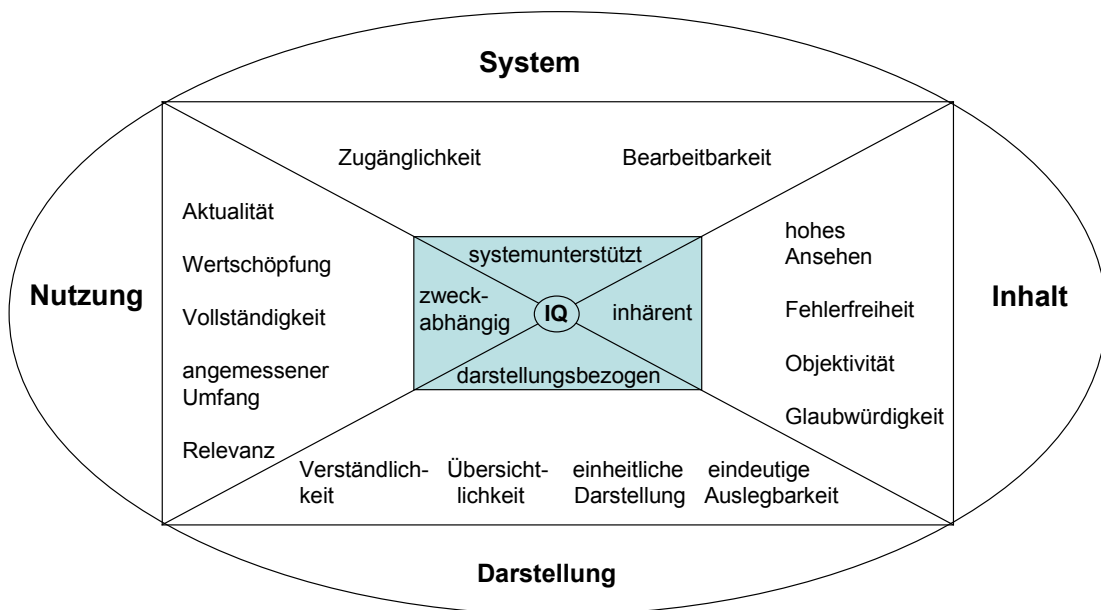 System
Zugänglichkeit
Bearbeitbarkeit
Nutzung
Aktualität
Wertschöpfung
Vollständigkeit
angemessener
Umfang
Relevanz
systemunterstützt
zweck-
abhängig
IQ
inhärent
darstellungsbezogen
hohes
Ansehen
Fehlerfreiheit
Objektivität
Glaubwürdigkeit
Inhalt
Verständlich-
keit
Übersicht-
lichkeit
einheitliche
Darstellung
eindeutige
Auslegbarkeit
Darstellung